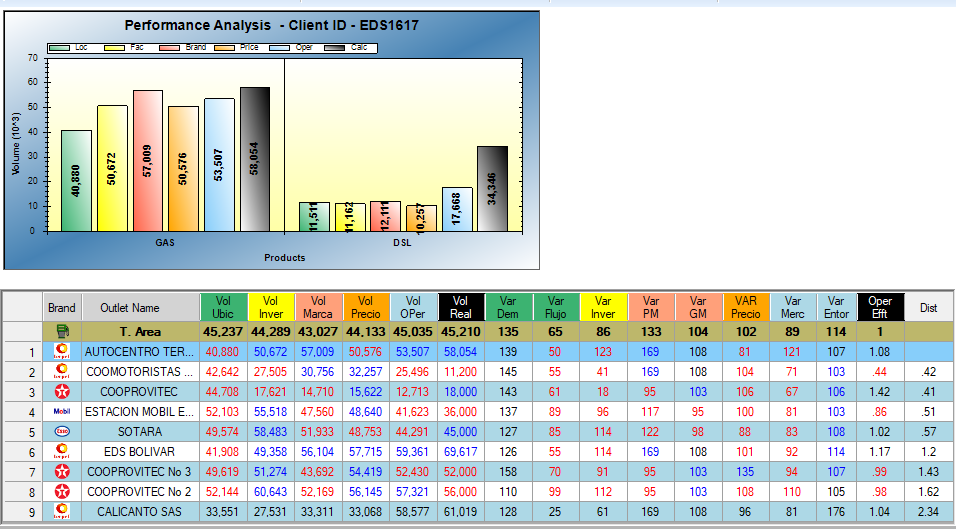 Performance Analysis - Client ID - EDS1617
Loc Fac Brand Price Oper Calc
Volume (10^3)
70
60
50
40
30
20
10
0
40,880 50,672 57,009 50,576 53,507 58,054 11,511 11,162 12,111 10,257 17,668 34,346
GAS DSL
Products
Brand Outlet Name Vol Ubic Vol Inver Vol Marca Vol Precio Vol OPer Vol Real Var Dem Var Flujo Var Inver Var PM Var GM VAR Precio Var Merc Var Entor Oper Efft Dist
T. Area 45,237 44,289 43,027 44,133 45,035 45,210 135 65 86 133 104 102 89 114 1
1 AUTOCENTRO TER... 40,880 50,672 57,009 50,576 53,507 58,054 139 50 123 169 108 81 121 107 1.08
2 COOMOTORISTAS ... 42,642 27,505 30,756 32,257 25,496 11,200 145 55 41 169 108 104 71 103 .44 .42
3 COOPROVITEC 44,708 17,621 14,710 15,622 12,713 18,000 143 61 18 95 103 106 67 106 1.42 .41
4 Mobil ESTACION MOBIL E... 52,103 55,518 47,560 48,640 41,623 36,000 137 89 96 117 95 100 81 103 .86 .51
5 Esso SOTARA 49,574 58,483 51,933 48,753 44,291 45,000 127 85 114 122 98 88 83 108 1.02 .57
6 EDS BOLIVAR 41,908 49,358 56,104 57,715 59,361 69,617 126 55 114 169 108 101 92 114 1.17 1.2
7 COOPROVITEC No 3 49,619 51,274 43,692 54,419 52,430 52,000 158 70 91 95 103 135 94 107 .99 1.43
8 COOPROVITEC No 2 52,144 60,643 52,169 56,145 57,321 56,000 110 99 112 95 103 108 110 105 .98 1.62
9 CALICANTO SAS 33,551 27,531 33,311 33,068 58,577 61,019 128 25 61 169 108 96 81 176 1.04 2.34